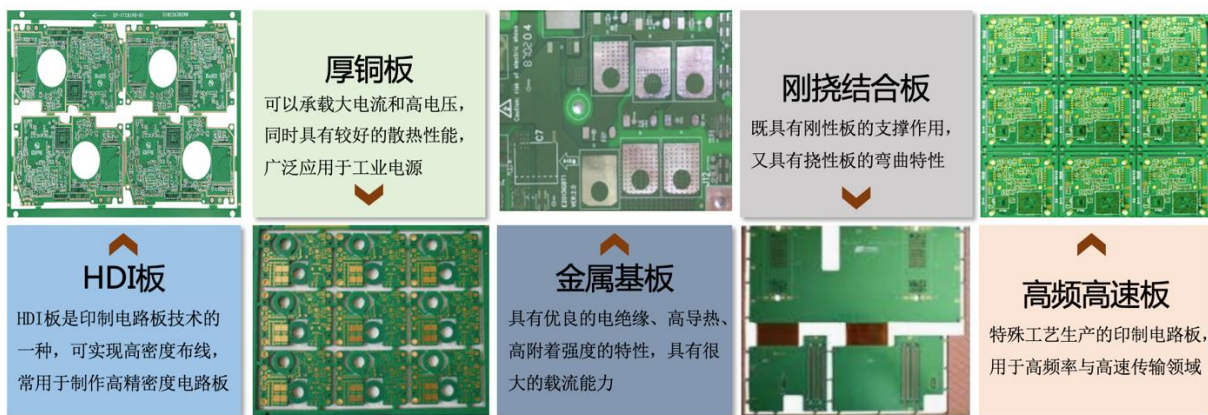 厚铜板
可以承载大电流和高电压，
同时具有较好的散热性能，
广泛应用于工业电源
刚挠结合板
既具有刚性板的支撑作用，
又具有挠性板的弯曲特性
HDI板
HDI板是印制电路板技术的
一种，可实现高密度布线，
常用于制作高精密度电路板
金属基板
具有优良的电绝缘、高导热、
高附着强度的特性，具有很
大的载流能力
高频高速板
特殊工艺生产的印制电路板，
用于高频率与高速传输领域
870204
C7
J12